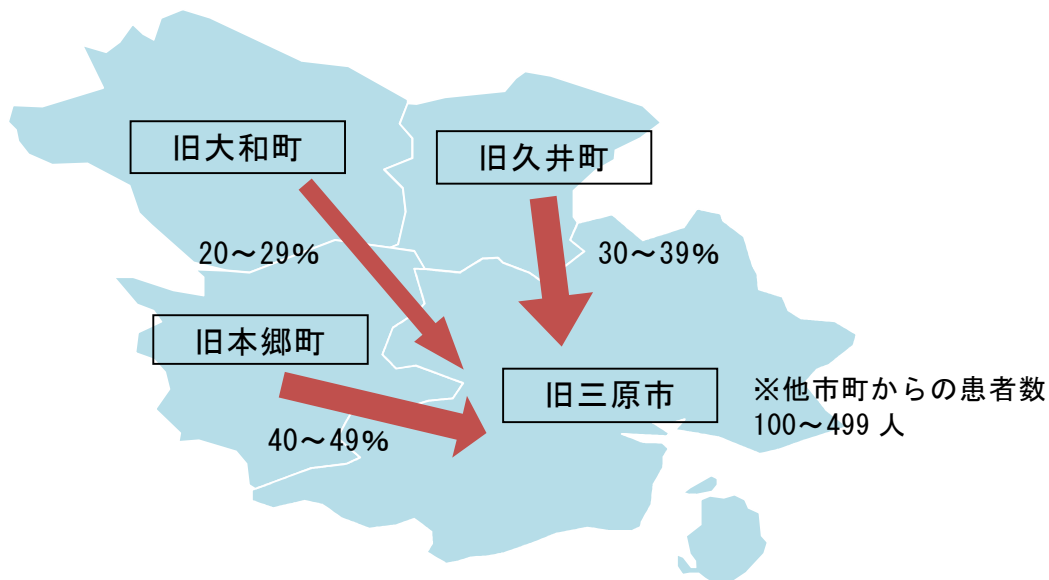 旧大和町
旧久井町
20～29%
30～39%
旧本郷町
旧三原市
※他市町からの患者数
100～499 人
40～49%